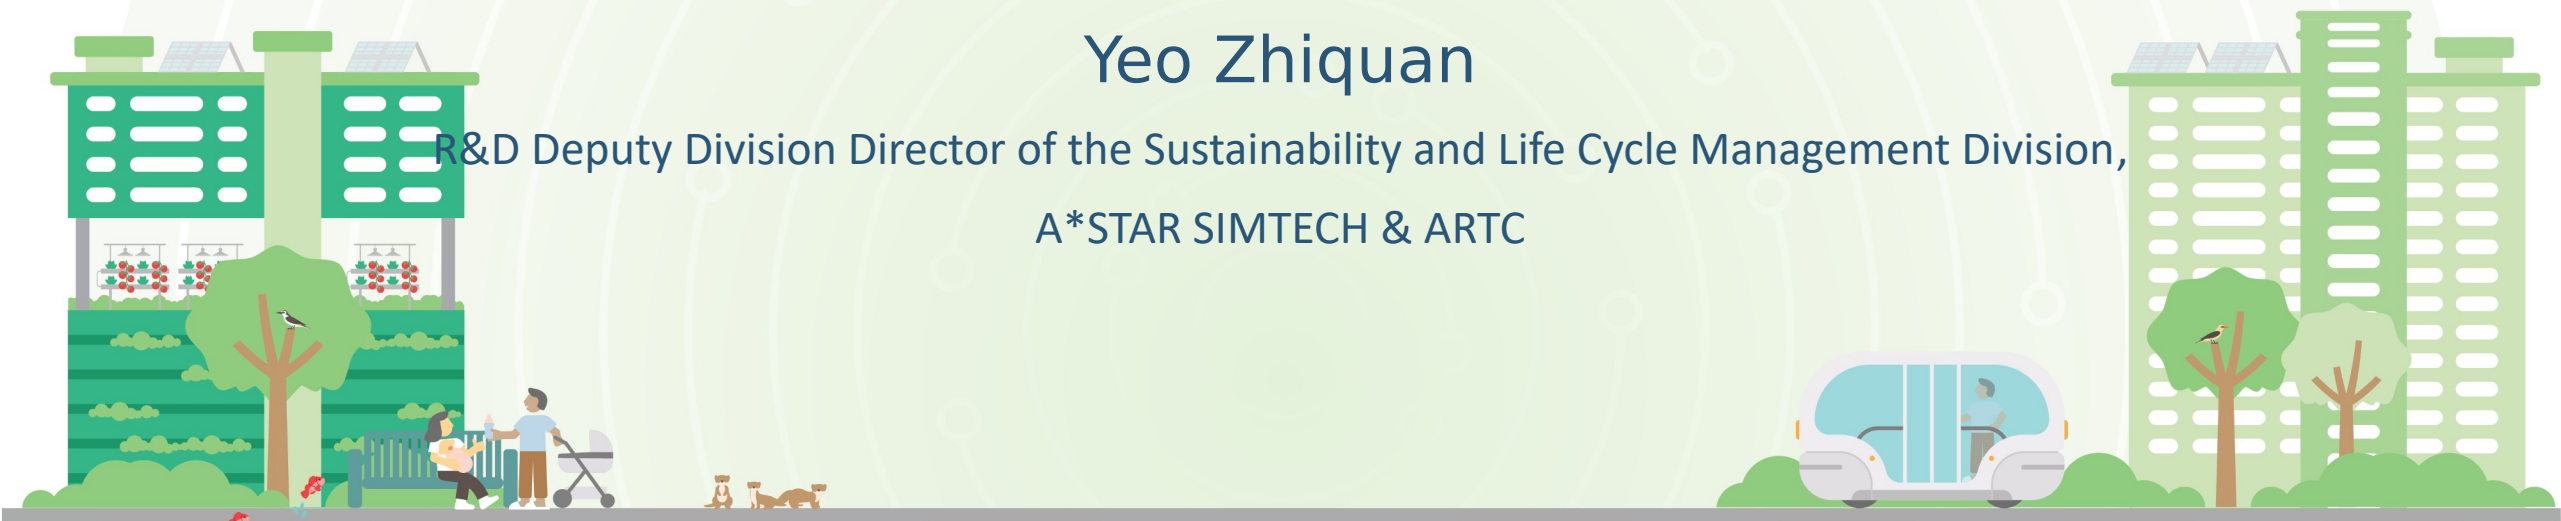 Yeo Zhiquan
R&D Deputy Division Director of the Sustainability and Life Cycle Management Division,
A*STAR SIMTECH & ARTC